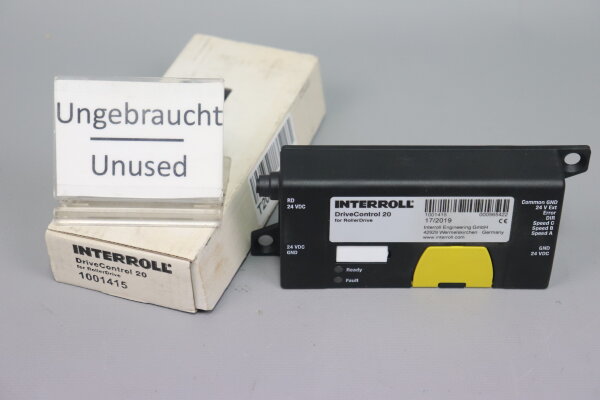 Ungebraucht
Unused
INTERROLL
DriveControl 20
for RollerDrive
1001415
RD
24 VDC
24 VDC
GND
INTERROLL
DriveControl 20
for RollerDrive
1001415 000965422
17/2019 CE
Interroll Engineering GmbH
42929 Wermelskirchen · Germany
www.interroll.com
Ready
Fault
Common GND
24 V Ext
Error
DIR
Speed C
Speed B
Speed A
GND
24 VDC